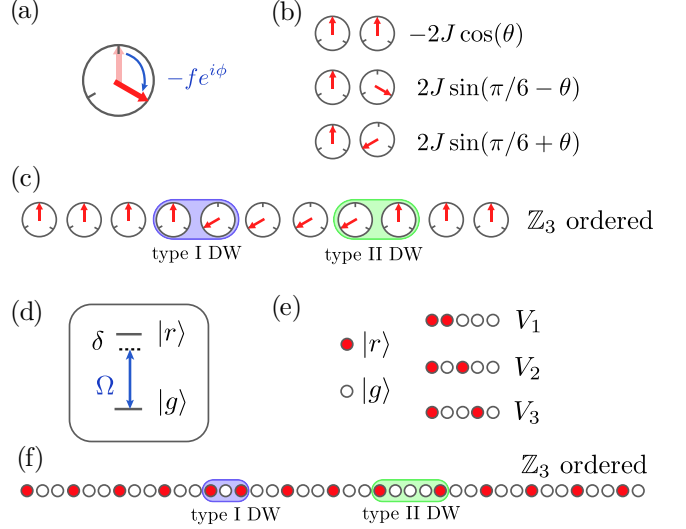 (a)
−fe^{iϕ}
(b)
−2J cos(θ)
2J sin(π/6 − θ)
2J sin(π/6 + θ)
(c)
ℤ₃ ordered
type I DW
type II DW
(d)
δ
|r⟩
Ω
|g⟩
(e)
|r⟩
|g⟩
V₁
V₂
V₃
(f)
ℤ₃ ordered
type I DW
type II DW